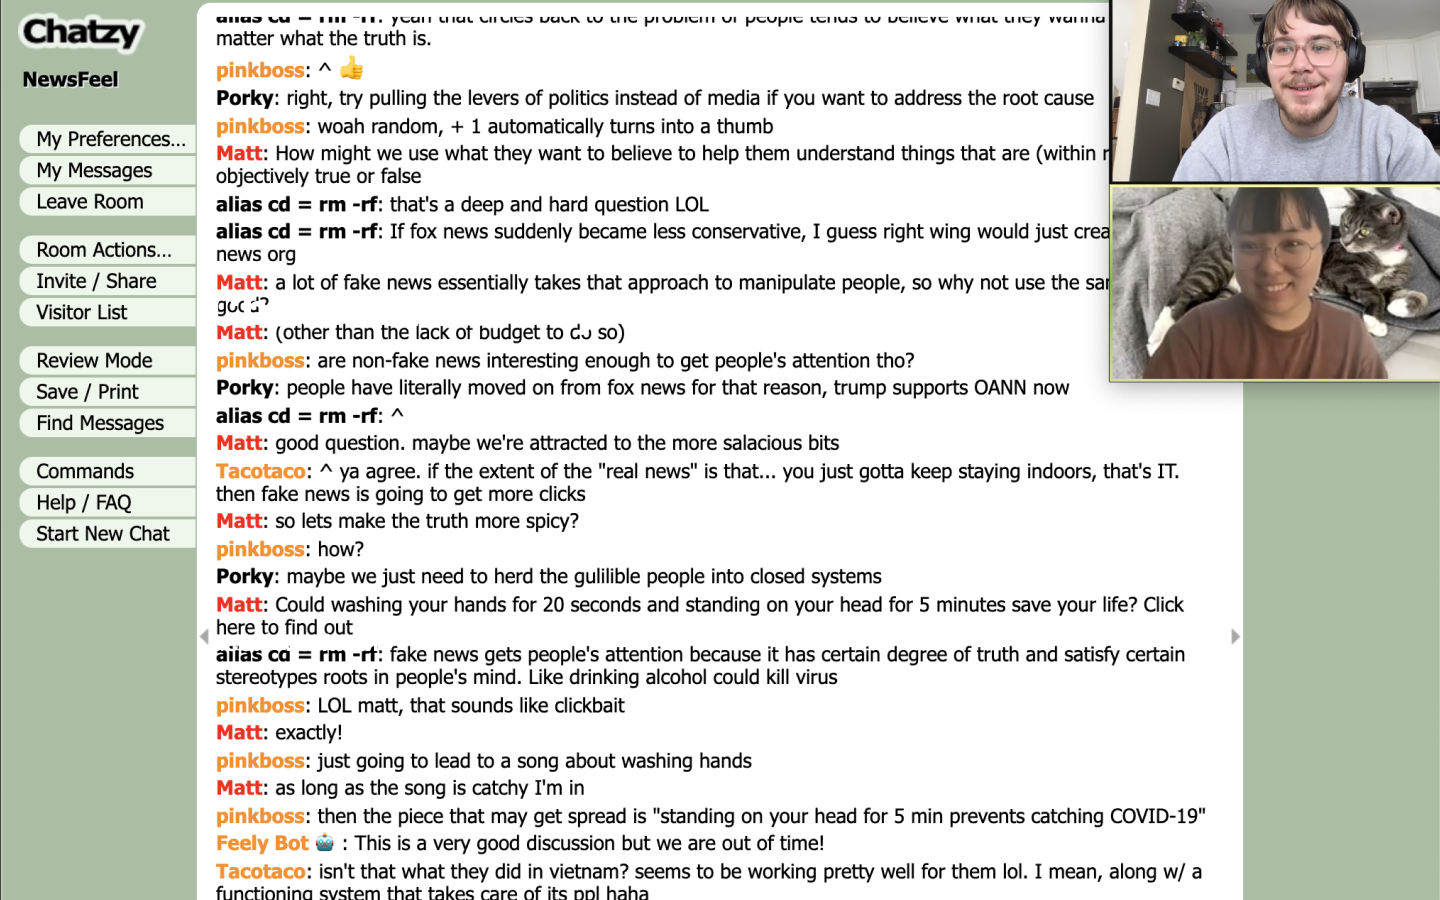 Chatzy
NewsFeel
My Preferences...
My Messages
Leave Room
Room Actions...
Invite / Share
Visitor List
Review Mode
Save / Print
Find Messages
Commands
Help / FAQ
Start New Chat
alias cd = rm -rf: yeah that circles back to the problem of people tends to believe what they wanna
matter what the truth is.
pinkboss: ^ 👍
Porky: right, try pulling the levers of politics instead of media if you want to address the root cause
pinkboss: woah random, + 1 automatically turns into a thumb
Matt: How might we use what they want to believe to help them understand things that are (within
objectively true or false
alias cd = rm -rf: that's a deep and hard question LOL
alias cd = rm -rf: If fox news suddenly became less conservative, I guess right wing would just
news org
Matt: a lot of fake news essentially takes that approach to manipulate people, so why not use the
good?
Matt: (other than the lack of budget to do so)
pinkboss: are non-fake news interesting enough to get people's attention tho?
Porky: people have literally moved on from fox news for that reason, trump supports OANN now
alias cd = rm -rf: ^
Matt: good question. maybe we're attracted to the more salacious bits
Tacotaco: ^ ya agree. if the extent of the "real news" is that... you just gotta keep staying indoors, that's IT.
then fake news is going to get more clicks
Matt: so lets make the truth more spicy?
pinkboss: how?
Porky: maybe we just need to herd the gulilible people into closed systems
Matt: Could washing your hands for 20 seconds and standing on your head for 5 minutes save your life? Click
here to find out
alias cd = rm -rf: fake news gets people's attention because it has certain degree of truth and satisfy certain
stereotypes roots in people's mind. Like drinking alcohol could kill virus
pinkboss: LOL matt, that sounds like clickbait
Matt: exactly!
pinkboss: just going to lead to a song about washing hands
Matt: as long as the song is catchy I'm in
pinkboss: then the piece that may get spread is "standing on your head for 5 min prevents catching COVID-19"
Feely Bot 🤖 : This is a very good discussion but we are out of time!
Tacotaco: isn't that what they did in vietnam? seems to be working pretty well for them lol. I mean, along w/ a
functioning system that takes care of its ppl haha